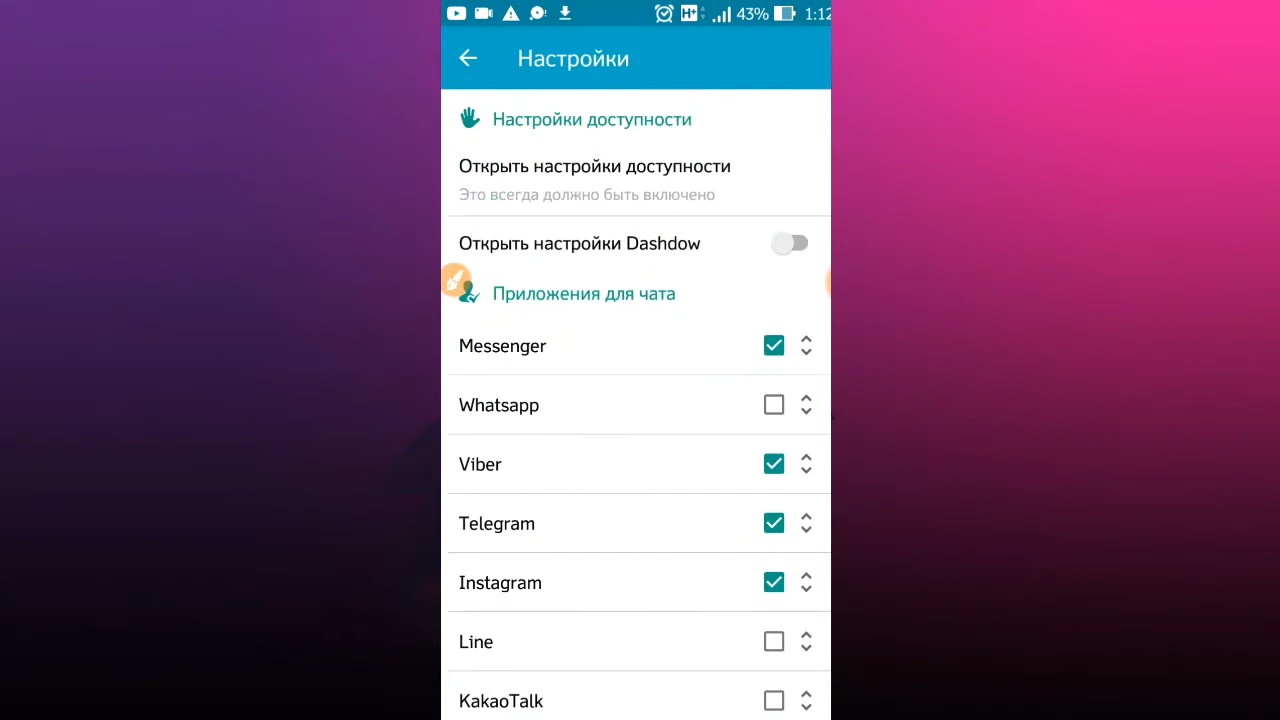 H+ 43% 1:12
Настройки
Настройки доступности
Открыть настройки доступности
Это всегда должно быть включено
Открыть настройки Dashdow
Приложения для чата
Messenger
Whatsapp
Viber
Telegram
Instagram
Line
KakaoTalk